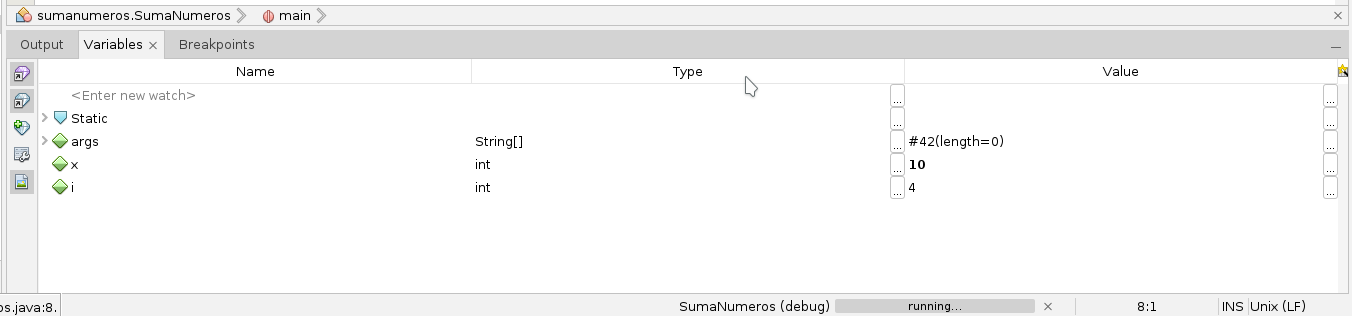 sumanumeros.SumaNumeros main
Output Variables Breakpoints
Name Type Value
<Enter new watch> ... ...
Static ... ...
args String[] ... #42(length=0) ...
x int ... 10 ...
i int ... 4 ...
os.java:8. SumaNumeros (debug) running... 8:1 INS Unix (LF)